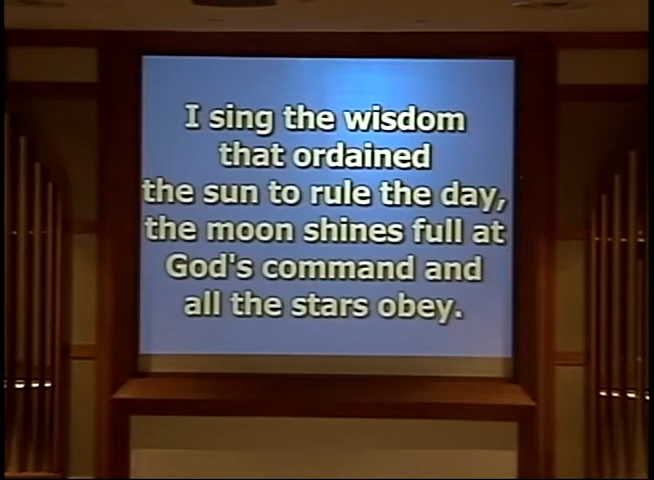 I sing the wisdom
that ordained
the sun to rule the day,
the moon shines full at
God's command and
all the stars obey.